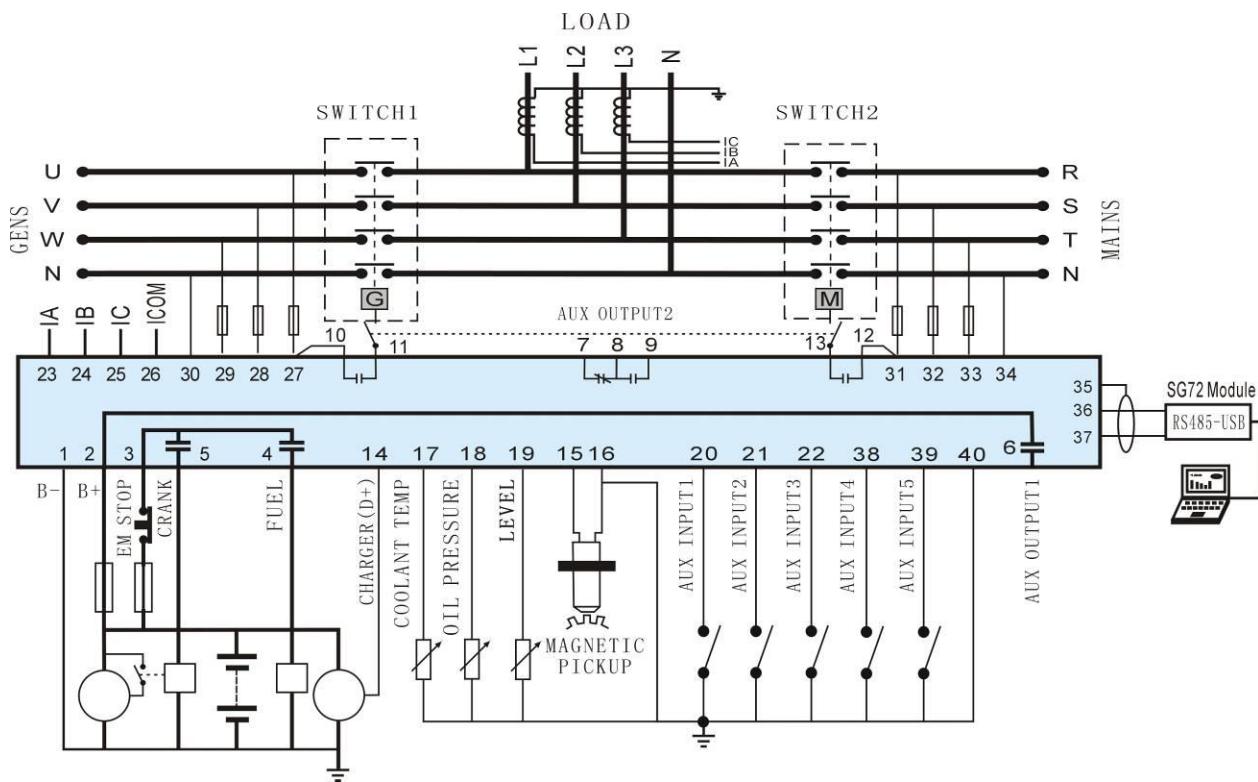 LOAD
L1
L2
L3
N
SWITCH1
SWITCH2
IC
IB
IA
U
R
V
S
W
T
N
N
GENS
MAINS
G
M
AUX OUTPUT2
IA
IB
IC
ICOM
10
11
7
8
9
13
12
23
24
25
26
30
29
28
27
31
32
33
34
35
36
37
SG72 Module
RS485-USB
1
2
3
5
4
14
17
18
19
15
16
20
21
22
38
39
40
6
B-
B+
EM STOP
CRANK
FUEL
CHARGER(D+)
COOLANT TEMP
OIL PRESSURE
LEVEL
MAGNETIC
PICKUP
AUX INPUT1
AUX INPUT2
AUX INPUT3
AUX INPUT4
AUX INPUT5
AUX OUTPUT1